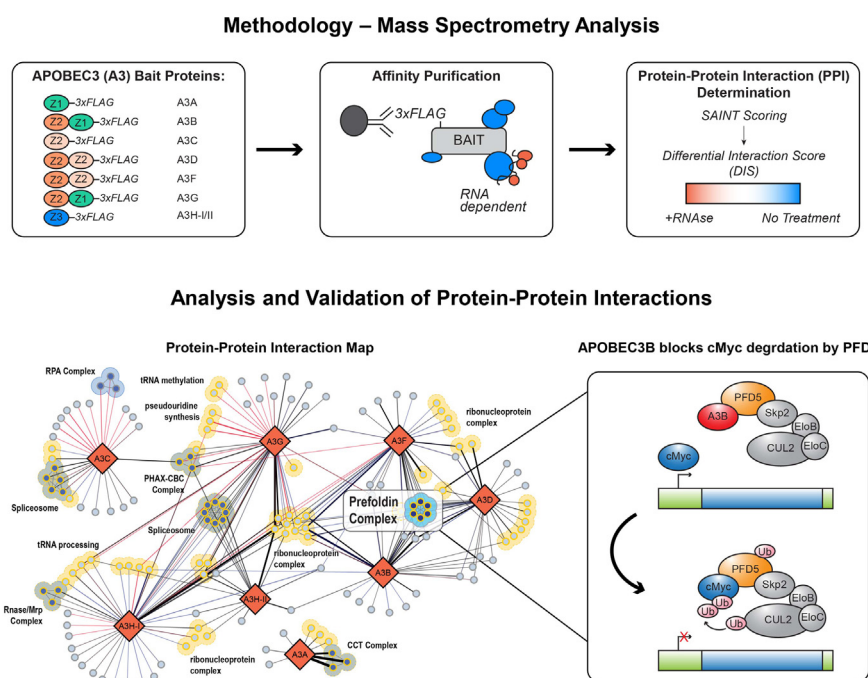 Methodology – Mass Spectrometry Analysis
APOBEC3 (A3) Bait Proteins:
Z1 -3xFLAG A3A
Z2 Z1 -3xFLAG A3B
Z2 -3xFLAG A3C
Z2 Z2 -3xFLAG A3D
Z2 Z2 -3xFLAG A3F
Z2 Z1 -3xFLAG A3G
Z3 -3xFLAG A3H-I/II
Affinity Purification
3xFLAG
BAIT
RNA
dependent
Protein-Protein Interaction (PPI)
Determination
SAINT Scoring
Differential Interaction Score
(DIS)
+RNAse No Treatment
Analysis and Validation of Protein-Protein Interactions
Protein-Protein Interaction Map
RPA Complex
tRNA methylation
pseudouridine
synthesis
ribonucleoprotein
complex
A3G
A3F
A3C
PHAX-CBC
Complex
Spliceosome
Prefoldin
Complex
A3D
Spliceosome
tRNA processing
ribonucleoprotein
complex
A3B
Rnase/Mrp
Complex
A3H-II
A3H-I
ribonucleoprotein
complex
A3A
CCT Complex
APOBEC3B blocks cMyc degrdation by PFD
PFD5
A3B
Skp2
EloB
EloC
CUL2
cMyc
Ub
PFD5
cMyc
Skp2
Ub
Ub
Ub
EloB
EloC
CUL2
Ub